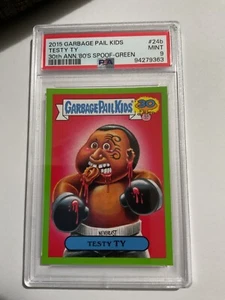 2015 GARBAGE PAIL KIDS #24b
TESTY TY MINT
30th ANN '80'S SPOOF-GREEN 9
PSA 94279363
GARBAGE PAIL KIDS
30
TESTY TY